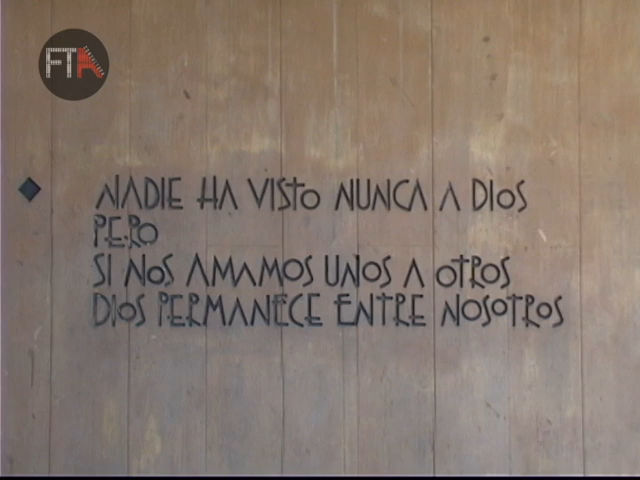 FTA
NADIE HA VISTO NUNCA A DIOS
PERO
SI NOS AMAMOS UNOS A OTROS
DIOS PERMANECE ENTRE NOSOTROS